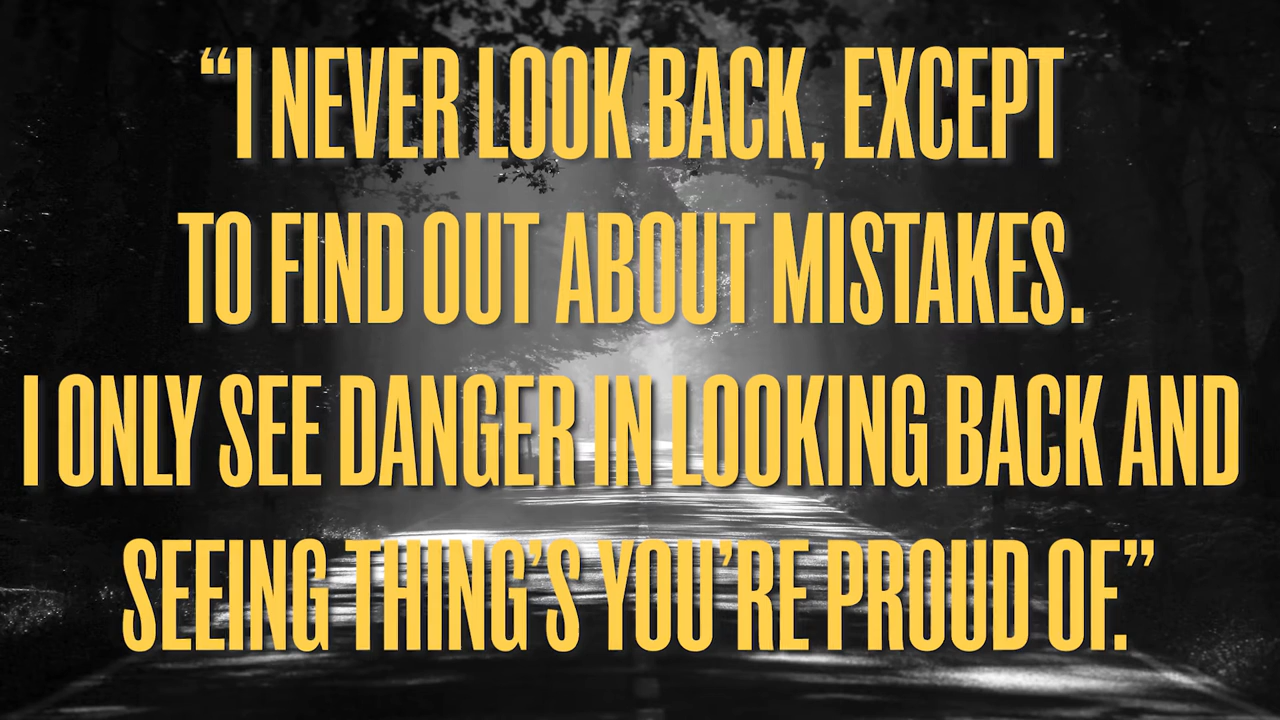 “I NEVER LOOK BACK, EXCEPT
TO FIND OUT ABOUT MISTAKES.
I ONLY SEE DANGER IN LOOKING BACK AND
SEEING THING’S YOU’RE PROUD OF.”